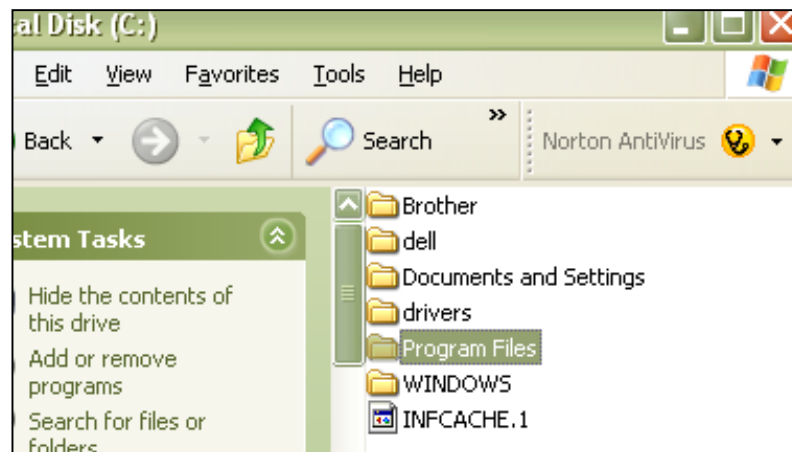 al Disk (C:)
Edit View Favorites Tools Help
Back Search » Norton AntiVirus
stem Tasks
Hide the contents of
this drive
Add or remove
programs
Search for files or
folders
Brother
dell
Documents and Settings
drivers
Program Files
WINDOWS
INFCACHE.1